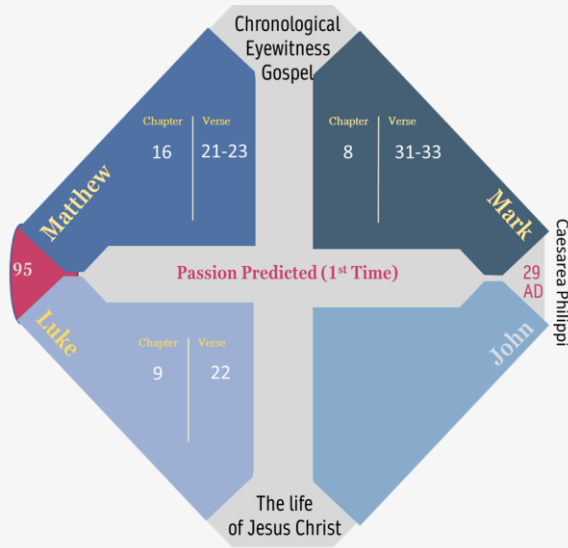 Chronological
Eyewitness
Gospel
Chapter Verse
16 21-23
Chapter Verse
8 31-33
Matthew
Mark
95
Passion Predicted (1st Time)
29
AD
Caesarea Philippi
Luke
John
Chapter Verse
9 22
The life
of Jesus Christ